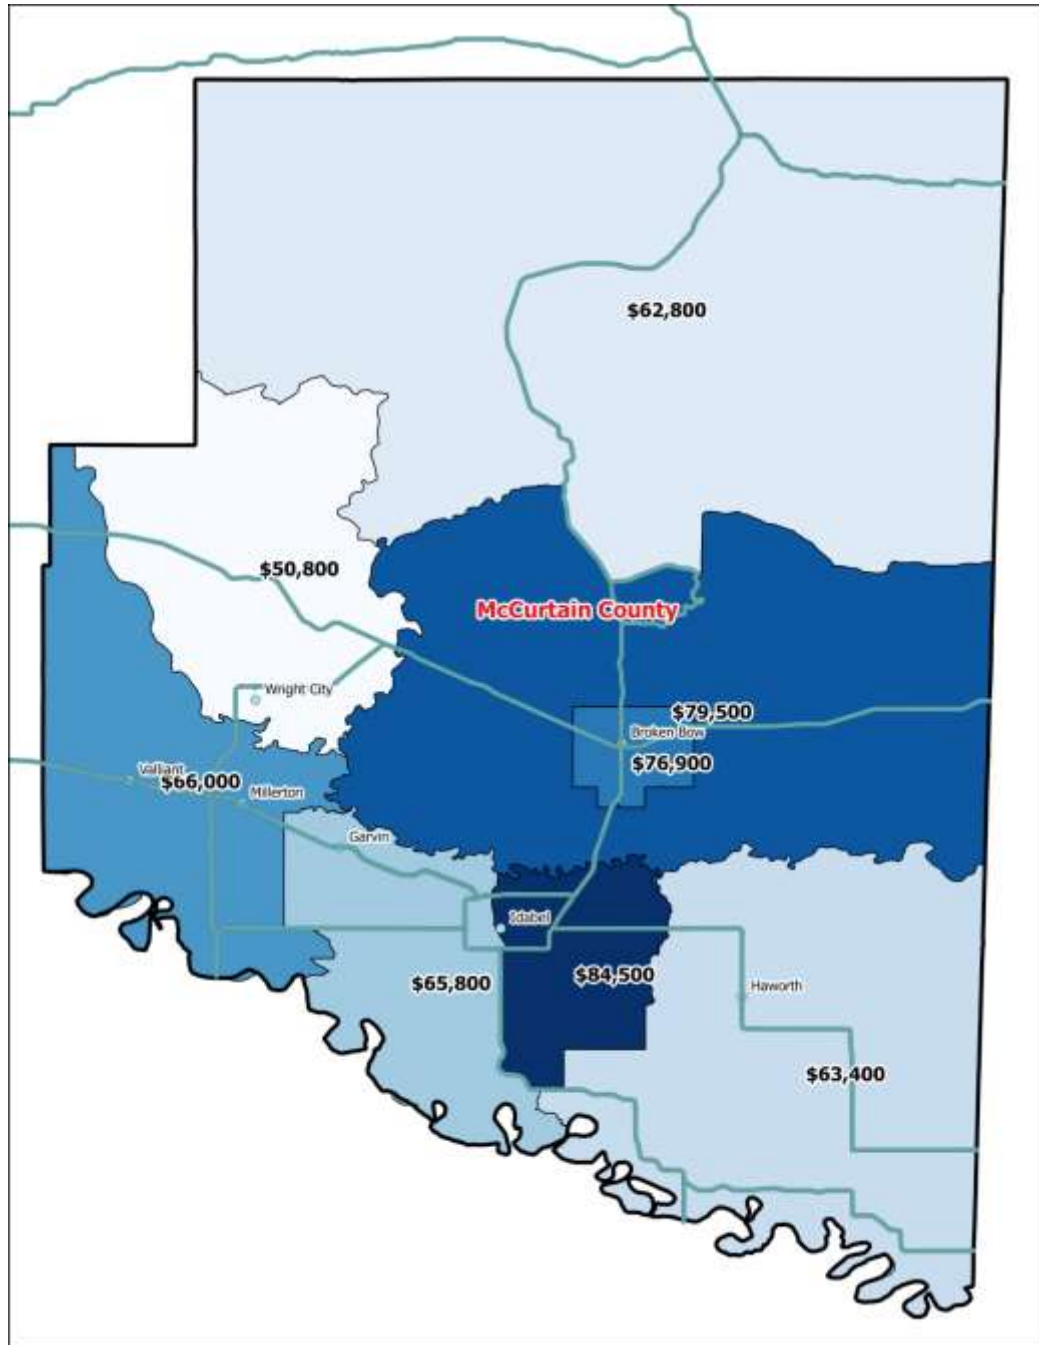 $62,800
$50,800
McCurtain County
Wright City
$79,500
Broken Bow
$76,900
Valliant
$66,000
Millerton
Garvin
Idabel
$65,800
$84,500
Haworth
$63,400